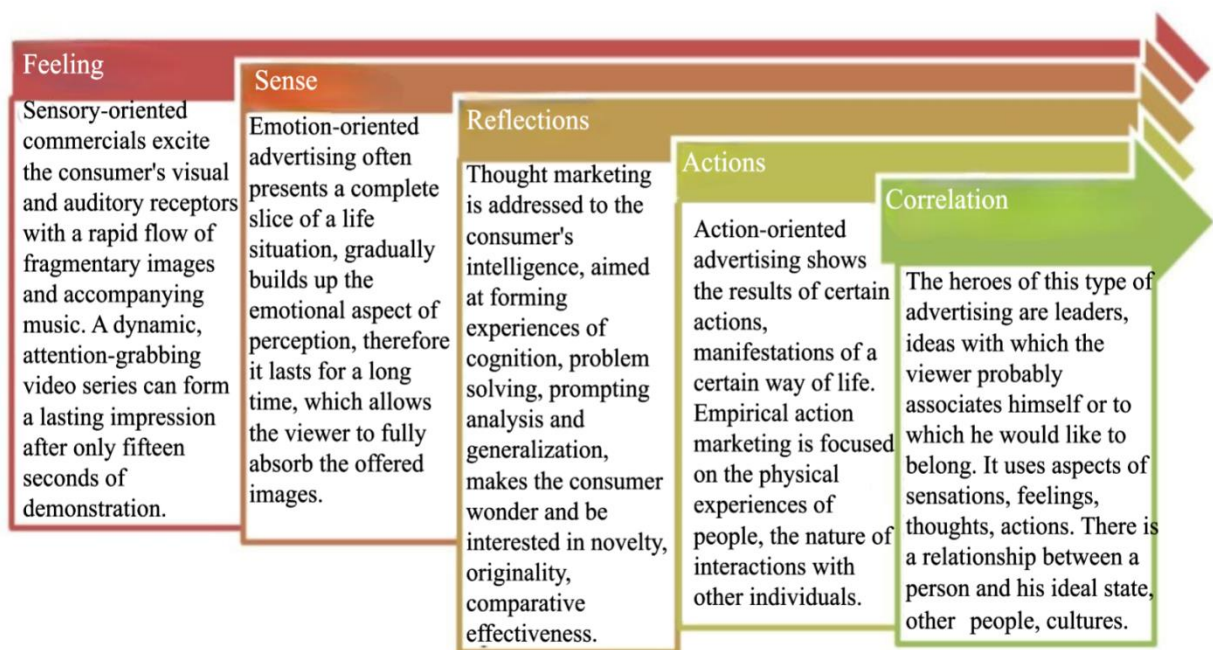 Feeling
Sensory-oriented
commercials excite
the consumer's visual
and auditory receptors
with a rapid flow of
fragmentary images
and accompanying
music. A dynamic,
attention-grabbing
video series can form
a lasting impression
after only fifteen
seconds of
demonstration.
Sense
Emotion-oriented
advertising often
presents a complete
slice of a life
situation, gradually
builds up the
emotional aspect of
perception, therefore
it lasts for a long
time, which allows
the viewer to fully
absorb the offered
images.
Reflections
Thought marketing
is addressed to the
consumer's
intelligence, aimed
at forming
experiences of
cognition, problem
solving, prompting
analysis and
generalization,
makes the consumer
wonder and be
interested in novelty,
originality,
comparative
effectiveness.
Actions
Action-oriented
advertising shows
the results of certain
actions,
manifestations of a
certain way of life.
Empirical action
marketing is focused
on the physical
experiences of
people, the nature of
interactions with
other individuals.
Correlation
The heroes of this type of
advertising are leaders,
ideas with which the
viewer probably
associates himself or to
which he would like to
belong. It uses aspects of
sensations, feelings,
thoughts, actions. There is
a relationship between a
person and his ideal state,
other people, cultures.